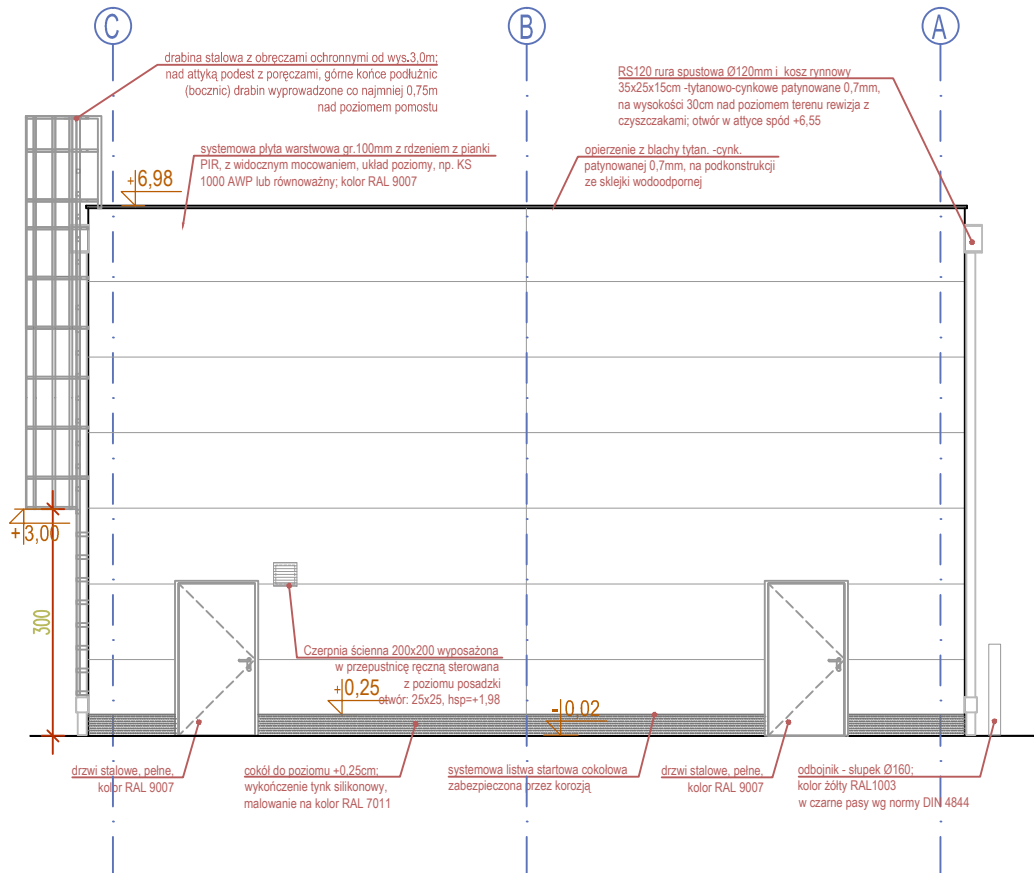 C
B
A
drabina stalowa z obręczami ochronnymi od wys.3,0m;
nad attyką podest z poręczami, górne końce podłużnic
(bocznic) drabin wyprowadzone co najmniej 0,75m
nad poziomem pomostu
RS120 rura spustowa Ø120mm i kosz rynnowy
35x25x15cm -tytanowo-cynkowe patynowane 0,7mm,
na wysokości 30cm nad poziomem terenu rewizja z
czyszczakami; otwór w attyce spód +6,55
systemowa płyta warstwowa gr.100mm z rdzeniem z pianki
PIR, z widocznym mocowaniem, układ poziomy, np. KS
1000 AWP lub równoważny; kolor RAL 9007
opierzenie z blachy tytan. -cynk.
patynowanej 0,7mm, na podkonstrukcji
ze sklejki wodoodpornej
+6,98
+3,00
300
Czerpnia ścienna 200x200 wyposażona
w przepustnicę ręczną sterowana
z poziomu posadzki
otwór: 25x25, hsp=+1,98
+0,25
-0,02
drzwi stalowe, pełne,
kolor RAL 9007
cokół do poziomu +0,25cm;
wykończenie tynk silikonowy,
malowanie na kolor RAL 7011
systemowa listwa startowa cokołowa
zabezpieczona przez korozją
drzwi stalowe, pełne,
kolor RAL 9007
odbojnik - słupek Ø160;
kolor żółty RAL1003
w czarne pasy wg normy DIN 4844